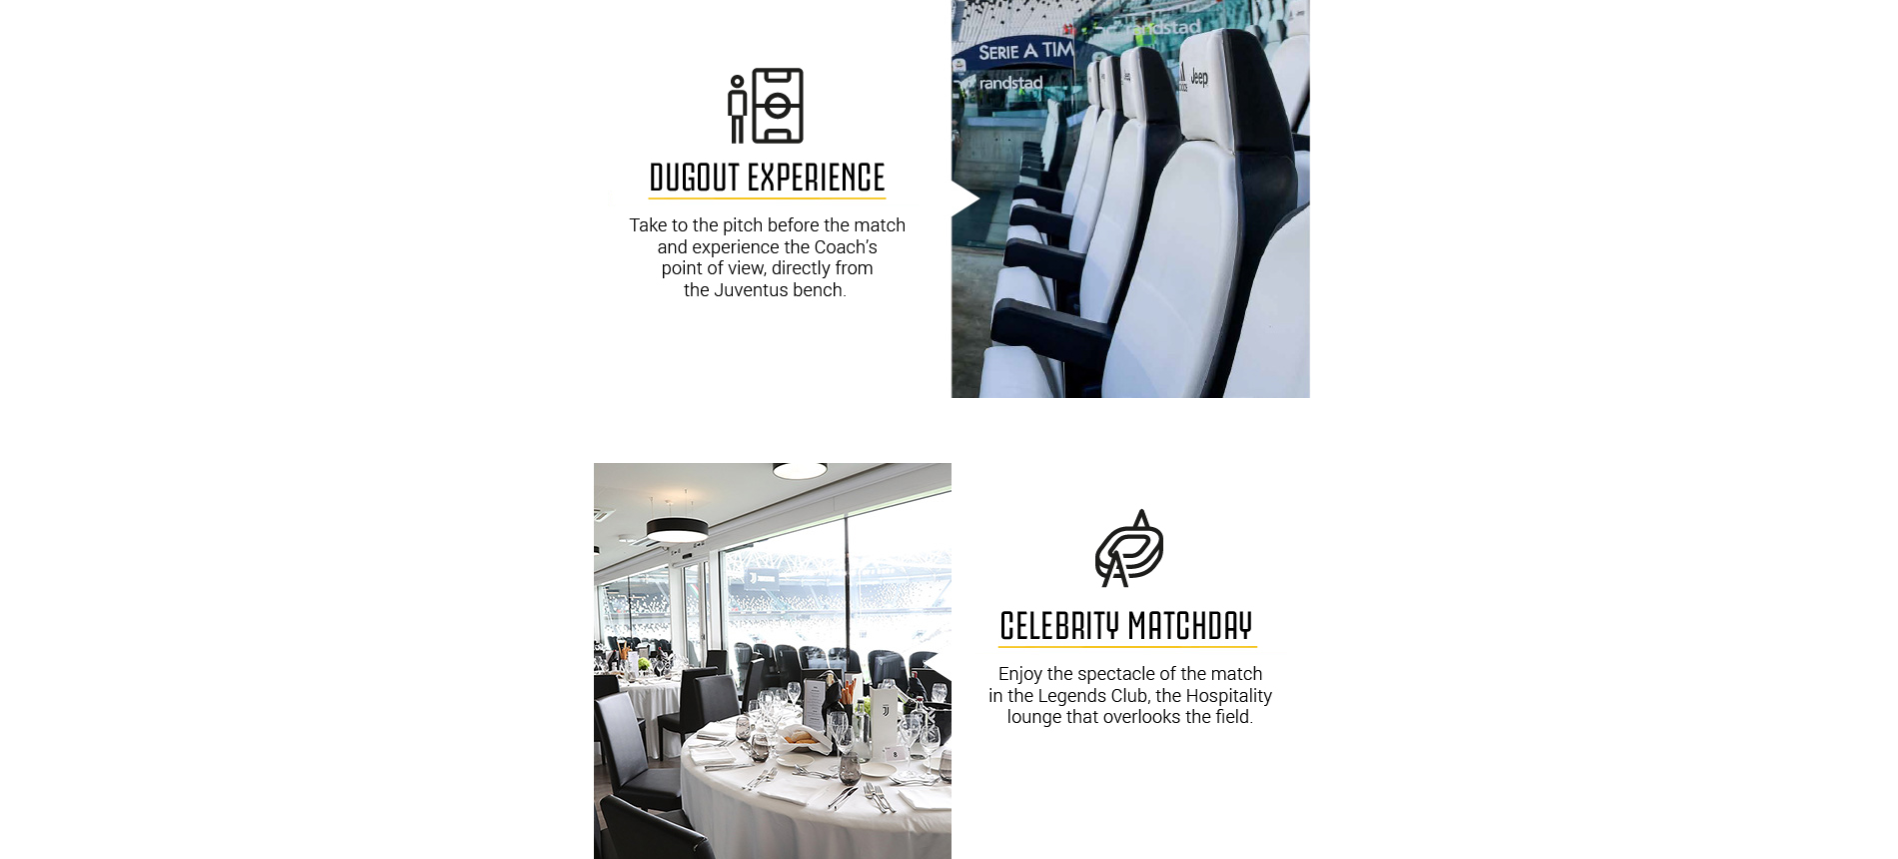 DUGOUT EXPERIENCE
Take to the pitch before the match
and experience the Coach's
point of view, directly from
the Juventus bench.
randstad
SERIE A TIM
randstad
Jeep
CELEBRITY MATCHDAY
Enjoy the spectacle of the match
in the Legends Club, the Hospitality
lounge that overlooks the field.